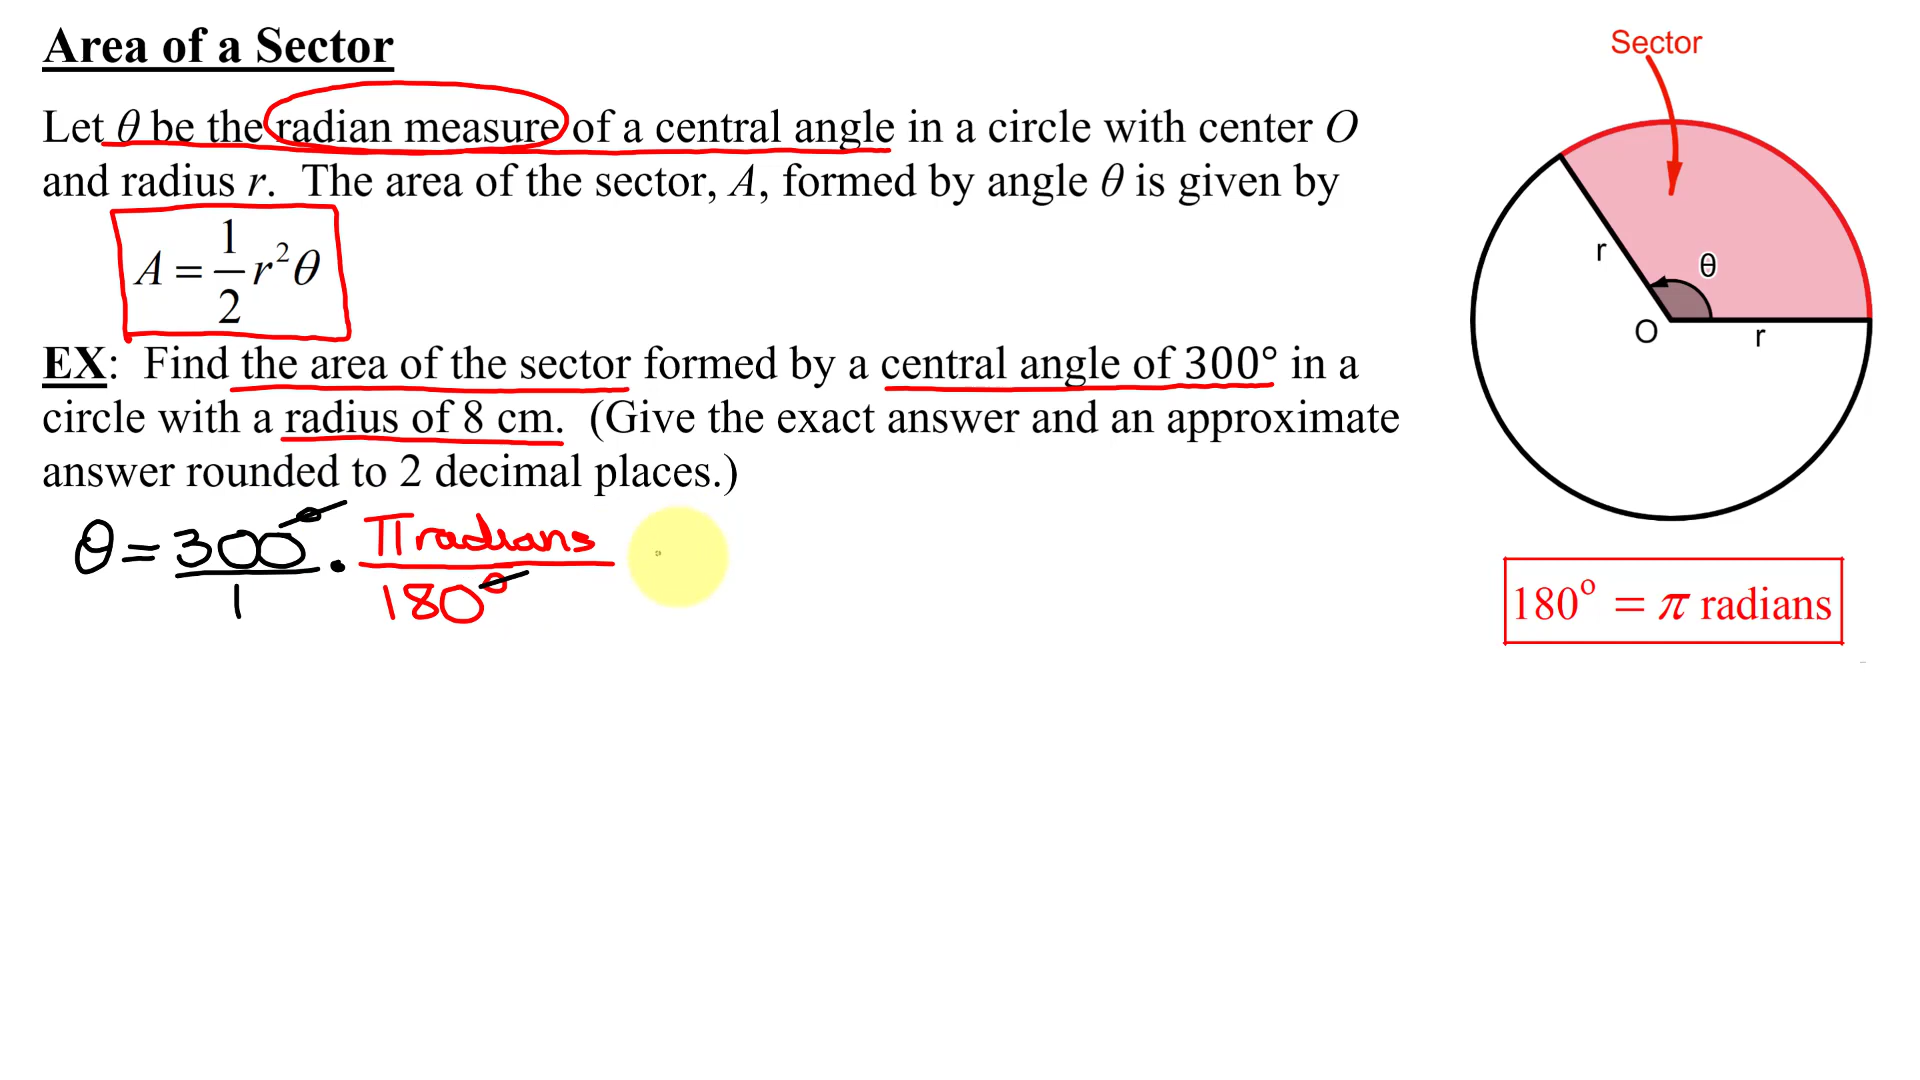 Area of a Sector
Let θ be the radian measure of a central angle in a circle with center O
and radius r. The area of the sector, A, formed by angle θ is given by
A = 1/2 r²θ
EX: Find the area of the sector formed by a central angle of 300° in a
circle with a radius of 8 cm. (Give the exact answer and an approximate
answer rounded to 2 decimal places.)
θ = 300°/1 · π radians/180°
Sector
r
θ
O
r
180° = π radians